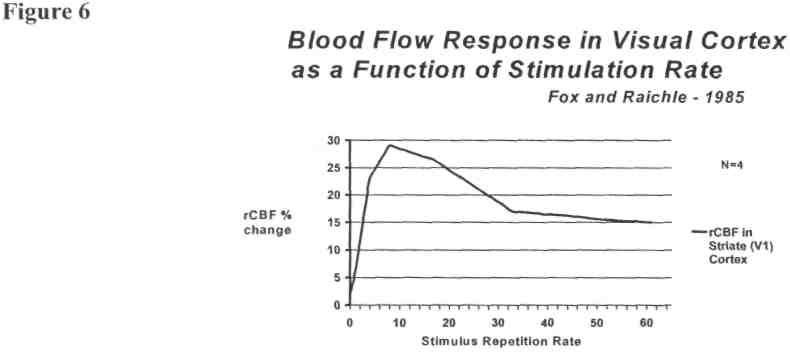 Figure 6
Blood Flow Response in Visual Cortex
as a Function of Stimulation Rate
Fox and Raichle - 1985
30
25
20
15
10
5
0
rCBF %
change
N=4
rCBF in
Striate (V1)
Cortex
0 10 20 30 40 50 60
Stimulus Repetition Rate